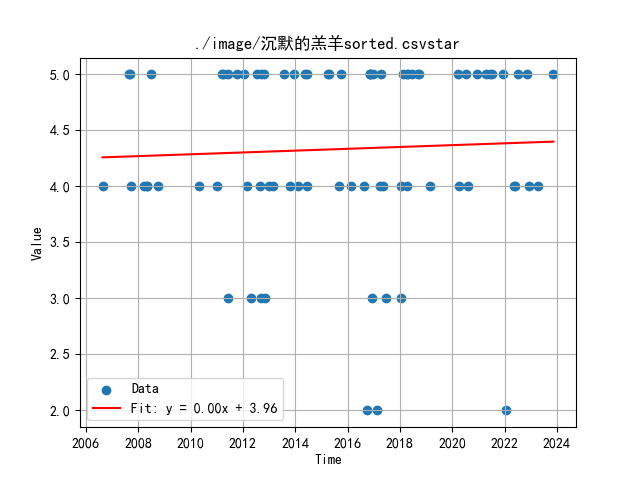 ./image/沉默的羔羊sorted.csvstar
5.0
4.5
4.0
3.5
3.0
2.5
2.0
Value
Data
Fit: y = 0.00x + 3.96
2006 2008 2010 2012 2014 2016 2018 2020 2022 2024
Time